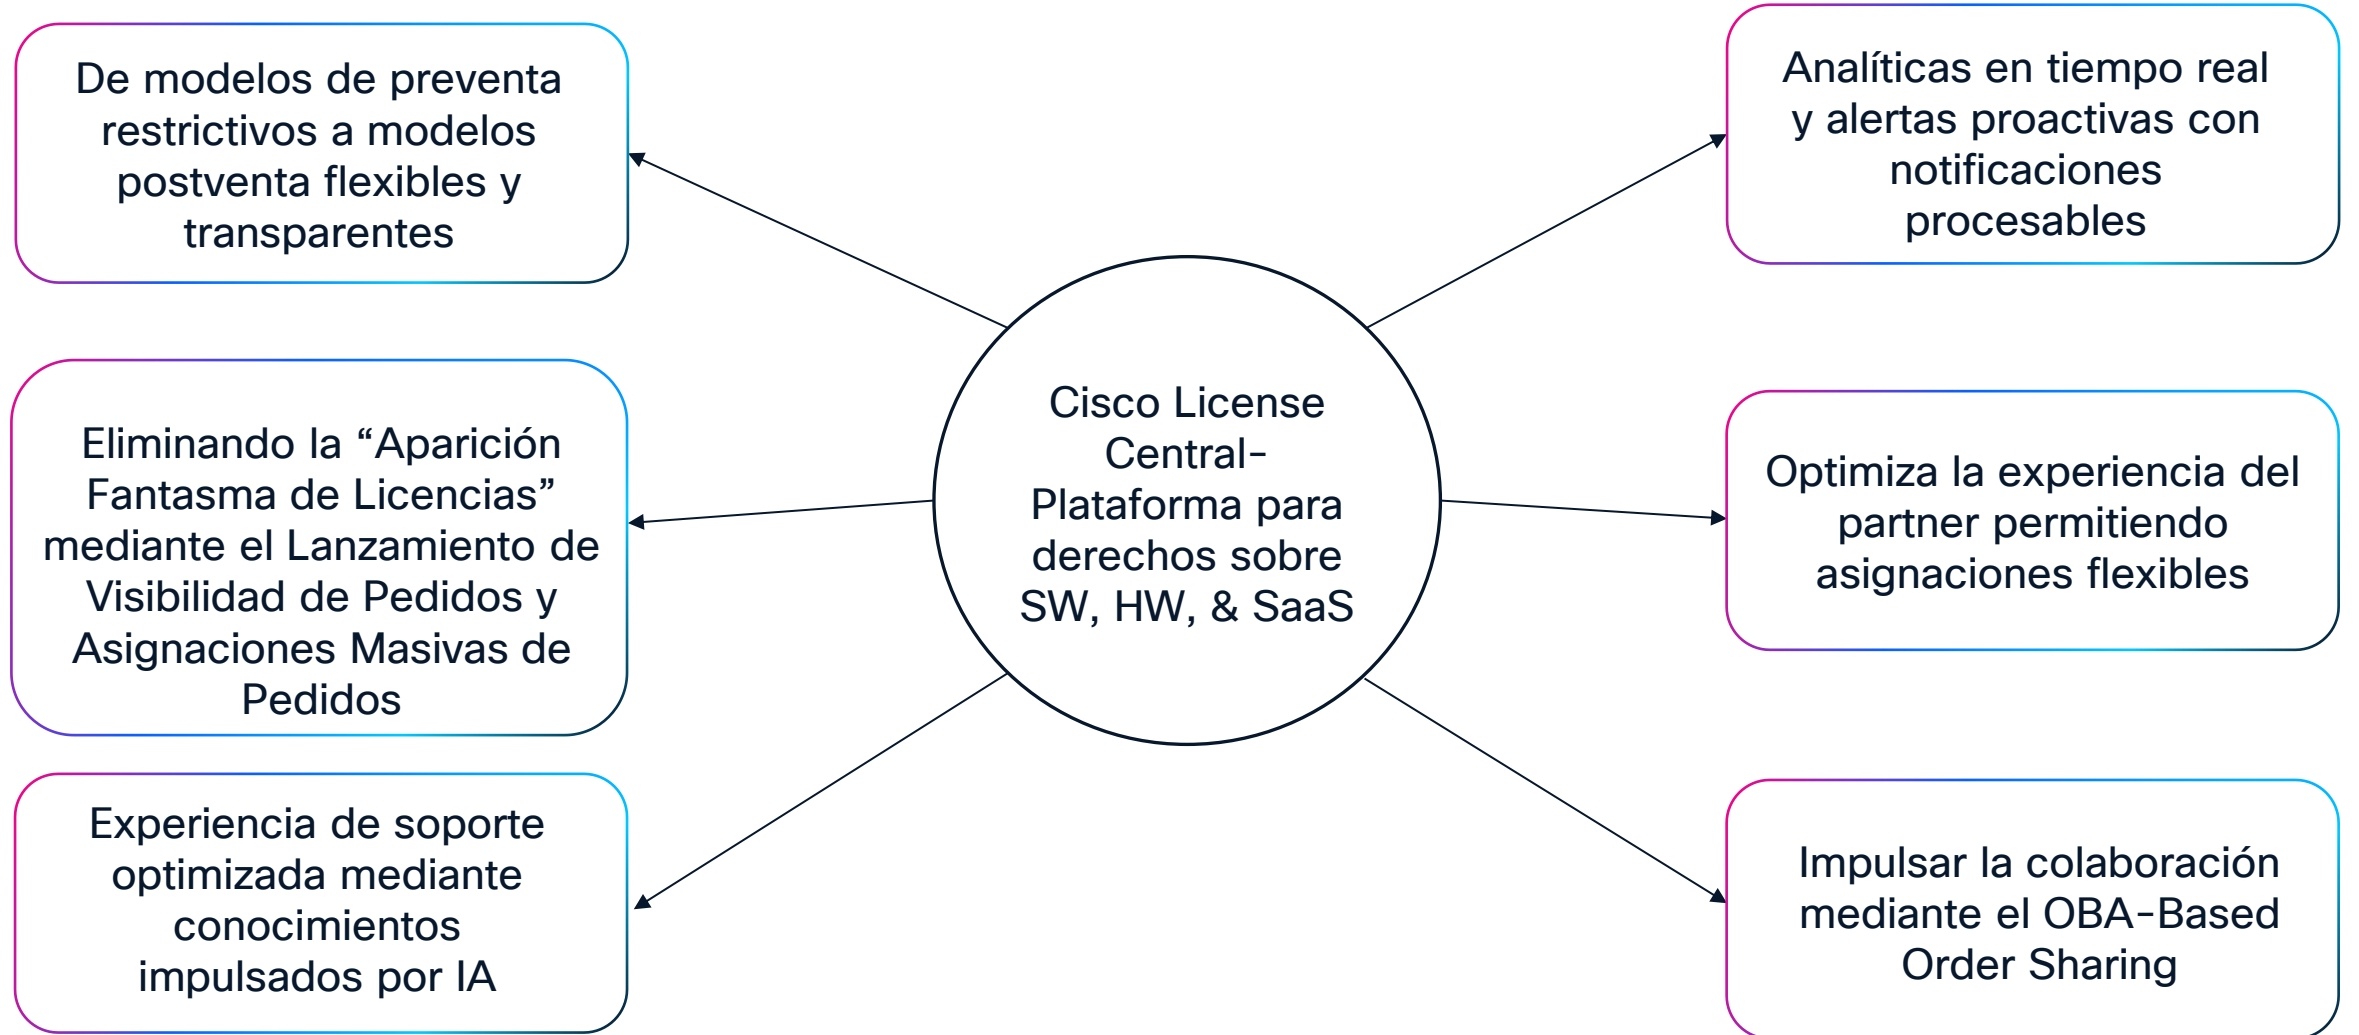 De modelos de preventa
restrictivos a modelos
postventa flexibles y
transparentes
Eliminando la “Aparición
Fantasma de Licencias”
mediante el Lanzamiento de
Visibilidad de Pedidos y
Asignaciones Masivas de
Pedidos
Experiencia de soporte
optimizada mediante
conocimientos
impulsados por IA
Cisco License
Central-
Plataforma para
derechos sobre
SW, HW, & SaaS
Analíticas en tiempo real
y alertas proactivas con
notificaciones
procesables
Optimiza la experiencia del
partner permitiendo
asignaciones flexibles
Impulsar la colaboración
mediante el OBA-Based
Order Sharing